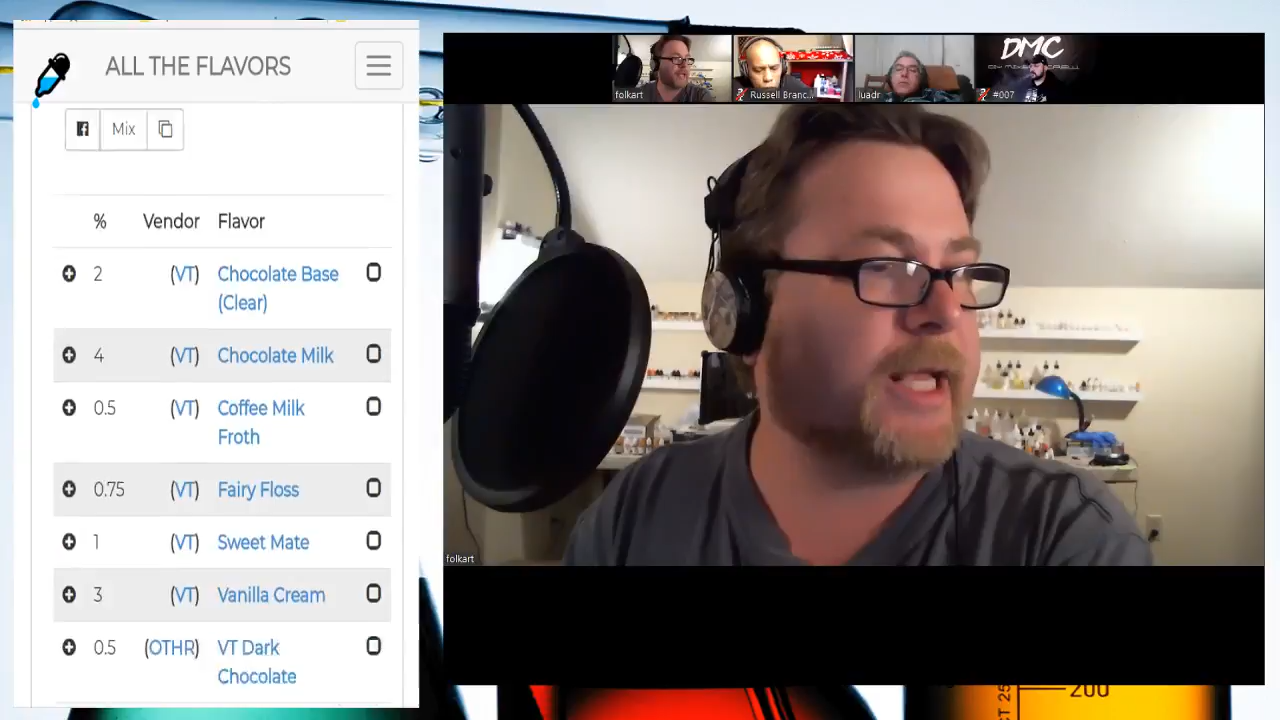 ALL THE FLAVORS
Mix
% Vendor Flavor
2 (VT) Chocolate Base
(Clear)
4 (VT) Chocolate Milk
0.5 (VT) Coffee Milk
Froth
0.75 (VT) Fairy Floss
1 (VT) Sweet Mate
3 (VT) Vanilla Cream
0.5 (OTHR) VT Dark
Chocolate
folkart
Russell Branc...
luadr
DMC
#007
folkart
200